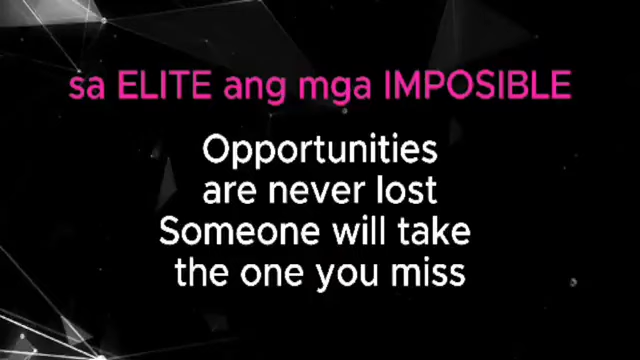 sa ELITE ang mga IMPOSIBLE
Opportunities
are never lost
Someone will take
the one you miss